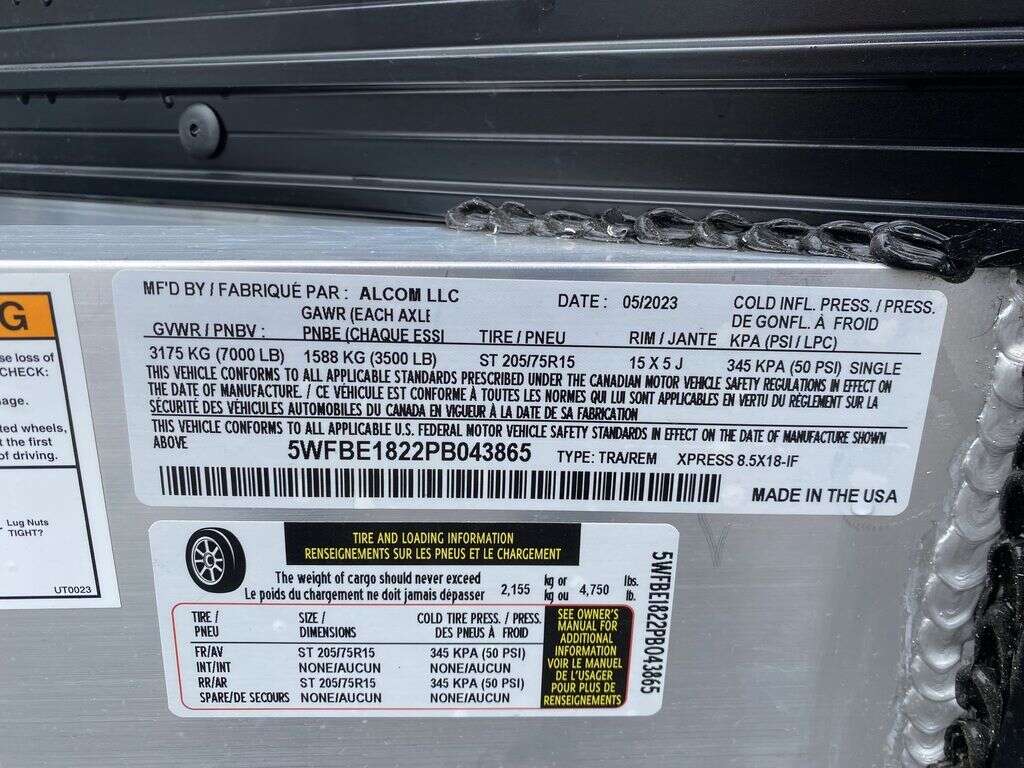 G
se loss of
CHECK:
age.
ted wheels,
t the first
of driving.
Lug Nuts
TIGHT?
UT0023
MF'D BY / FABRIQUÉ PAR : ALCOM LLC DATE : 05/2023 COLD INFL. PRESS. / PRESS.
GAWR (EACH AXLE DE GONFL. À FROID
GVWR / PNBV : PNBE (CHAQUE ESSI TIRE / PNEU RIM / JANTE KPA (PSI / LPC)
3175 KG (7000 LB) 1588 KG (3500 LB) ST 205/75R15 15 X 5 J 345 KPA (50 PSI) SINGLE
THIS VEHICLE CONFORMS TO ALL APPLICABLE STANDARDS PRESCRIBED UNDER THE CANADIAN MOTOR VEHICLE SAFETY REGULATIONS IN EFFECT ON
THE DATE OF MANUFACTURE. / CE VÉHICULE EST CONFORME À TOUTES LES NORMES QUI LUI SONT APPLICABLES EN VERTU DU RÈGLEMENT SUR LA
SÉCURITÉ DES VÉHICULES AUTOMOBILES DU CANADA EN VIGUEUR À LA DATE DE SA FABRICATION
THIS VEHICLE CONFORMS TO ALL APPLICABLE U.S. FEDERAL MOTOR VEHICLE SAFETY STANDARDS IN EFFECT ON THE DATE OF MANUFACTURE SHOWN
ABOVE 5WFBE1822PB043865 TYPE: TRA/REM XPRESS 8.5X18-IF
MADE IN THE USA
TIRE AND LOADING INFORMATION
RENSEIGNEMENTS SUR LES PNEUS ET LE CHARGEMENT
The weight of cargo should never exceed 2,155 kg or 4,750 lbs.
Le poids du chargement ne doit jamais dépasser kg ou lb.
TIRE / SIZE / COLD TIRE PRESS. / PRESS.
PNEU DIMENSIONS DES PNEUS À FROID
FR/AV ST 205/75R15 345 KPA (50 PSI)
INT/INT NONE/AUCUN NONE/AUCUN
RR/AR ST 205/75R15 345 KPA (50 PSI)
SPARE/DE SECOURS NONE/AUCUN NONE/AUCUN
SEE OWNER'S
MANUAL FOR
ADDITIONAL
INFORMATION
VOIR LE MANUEL
DE L'USAGER
POUR PLUS DE
RENSEIGNEMENTS
5WFBE1822PB043865